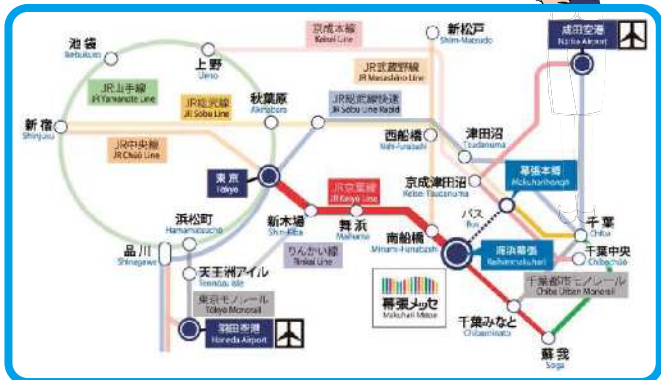 京成本線
Keisei Line
新松戸
Shim-Matsudo
成田空港
Narita Airport
池袋
Ikebukuro
上野
Ueno
JR武蔵野線
JR Musashino Line
JR山手線
JR Yamanote Line
JR総武線
JR Sobu Line
秋葉原
Akihabara
JR総武線快速
JR Sobu Line Rapid
新宿
Shinjuku
JR中央線
JR Chuo Line
西船橋
Nishi-Funabashi
津田沼
Tsudanuma
東京
Tokyo
JR京葉線
JR Keiyo Line
京成津田沼
Keisei-Tsudanuma
幕張本郷
Makuharihongo
浜松町
Hamamatsucho
新木場
Shin-Kiba
舞浜
Maihama
バス
Bus
千葉
Chiba
品川
Shinagawa
りんかい線
Rinkai Line
南船橋
Minami-Funabashi
海浜幕張
Kaihinmakuhari
千葉中央
Chibachuo
天王洲アイル
Tennozu Isle
幕張メッセ
Makuhari Messe
千葉都市モノレール
Chiba Urban Monorail
東京モノレール
Tokyo Monorail
羽田空港
Haneda Airport
千葉みなと
Chibaminato
蘇我
Soga